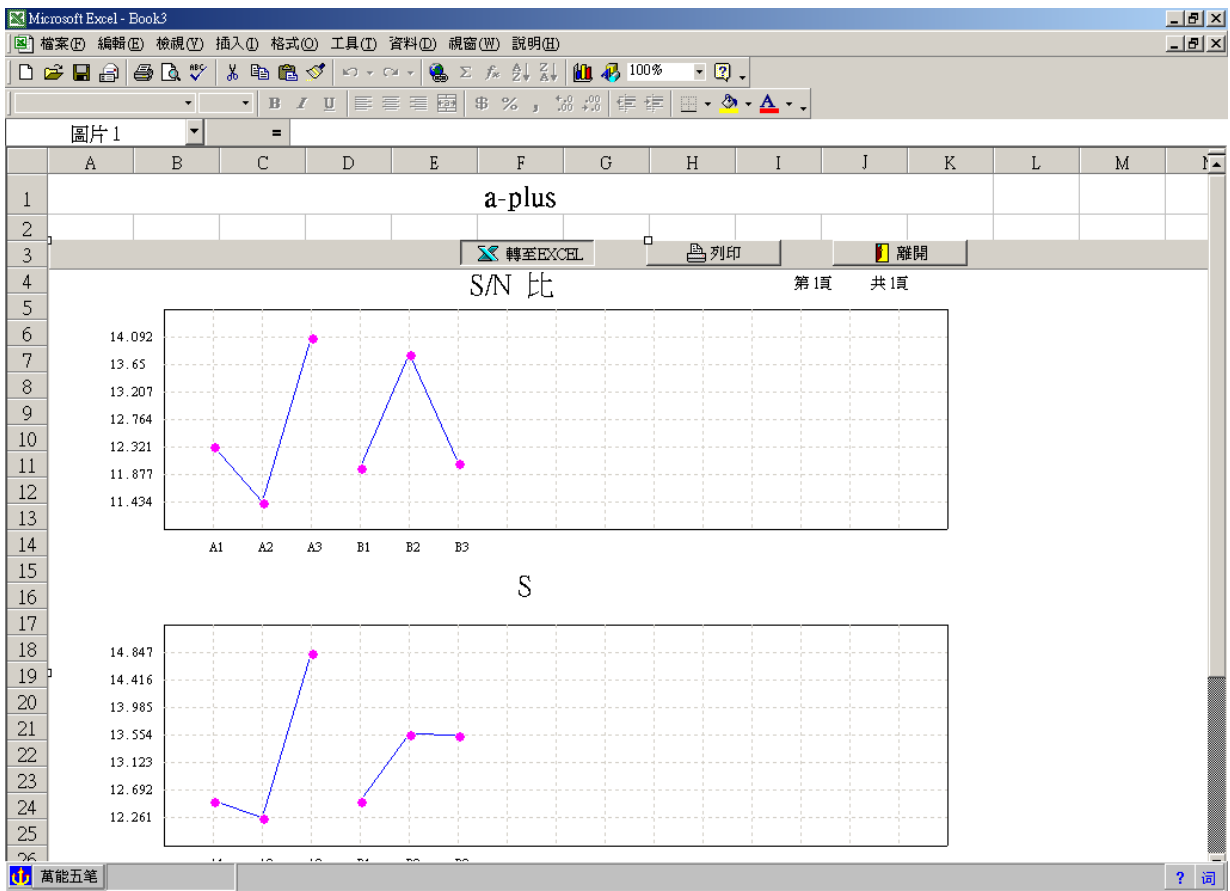 Microsoft Excel - Book3
檔案(F) 編輯(E) 檢視(V) 插入(I) 格式(O) 工具(T) 資料(D) 視窗(W) 說明(H)
100%
B I U $ % ,
圖片 1 =
A B C D E F G H I J K L M
1 a-plus
2
3 轉至EXCEL 列印 離開
4 S/N 比 第 1頁 共 1頁
5
6 14.092
7 13.65
8 13.207
9 12.764
10 12.321
11 11.877
12 11.434
13
14 A1 A2 A3 B1 B2 B3
15
16 S
17
18 14.847
19 14.416
20 13.985
21 13.554
22 13.123
23 12.692
24 12.261
25
萬能五笔 ? 词